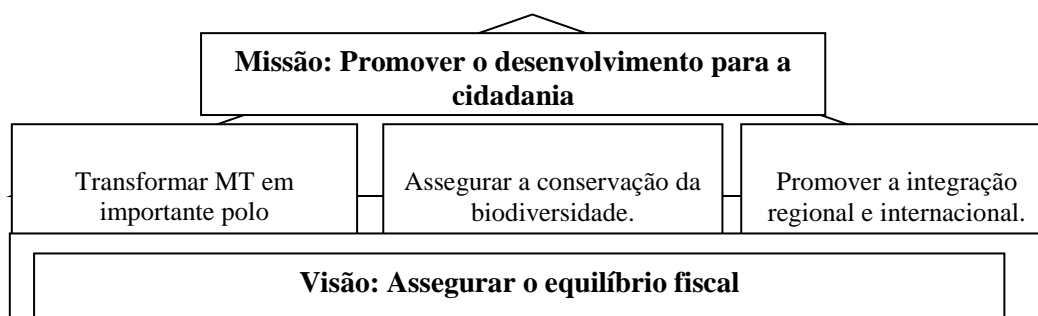 Missão: Promover o desenvolvimento para a
cidadania
Transformar MT em
importante polo
Assegurar a conservação da
biodiversidade.
Promover a integração
regional e internacional.
Visão: Assegurar o equilíbrio fiscal